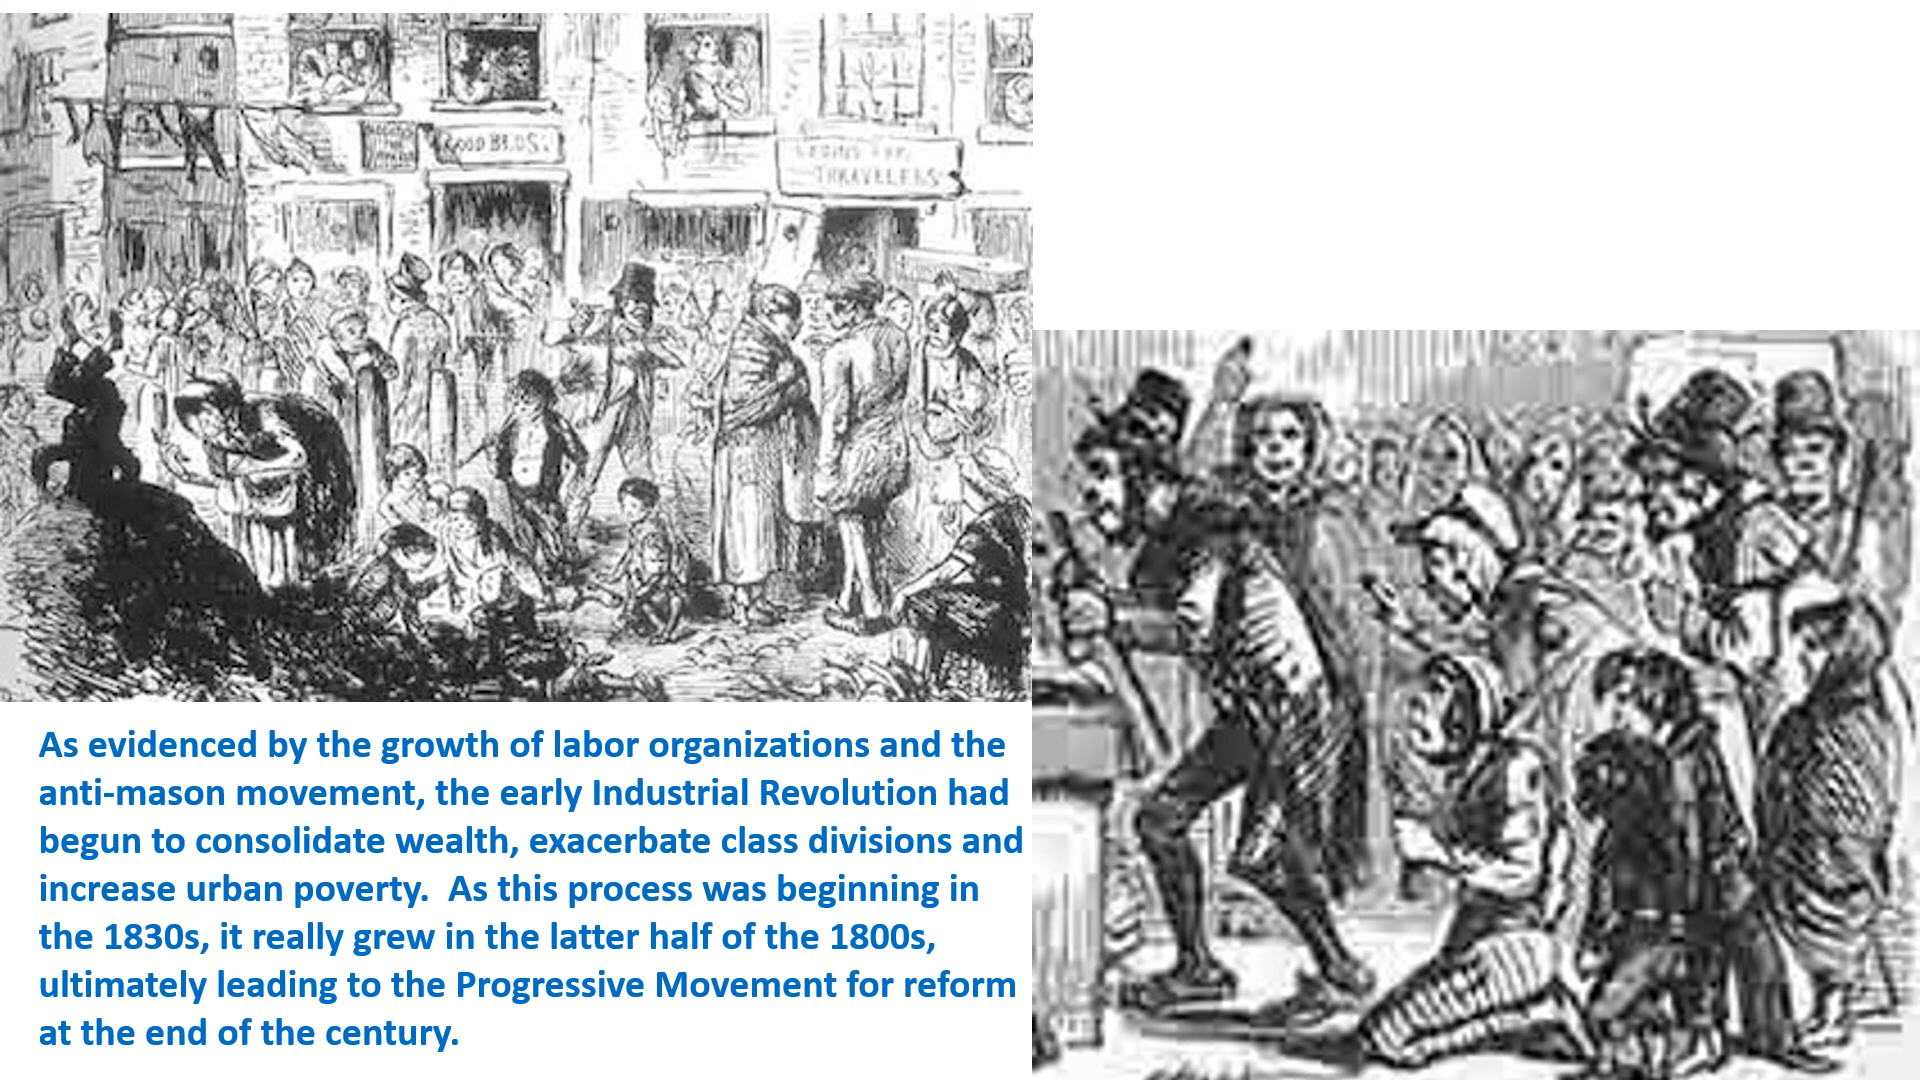 OOD BEDS.
THRAVELERS
As evidenced by the growth of labor organizations and the
anti-mason movement, the early Industrial Revolution had
begun to consolidate wealth, exacerbate class divisions and
increase urban poverty.  As this process was beginning in
the 1830s, it really grew in the latter half of the 1800s,
ultimately leading to the Progressive Movement for reform
at the end of the century.